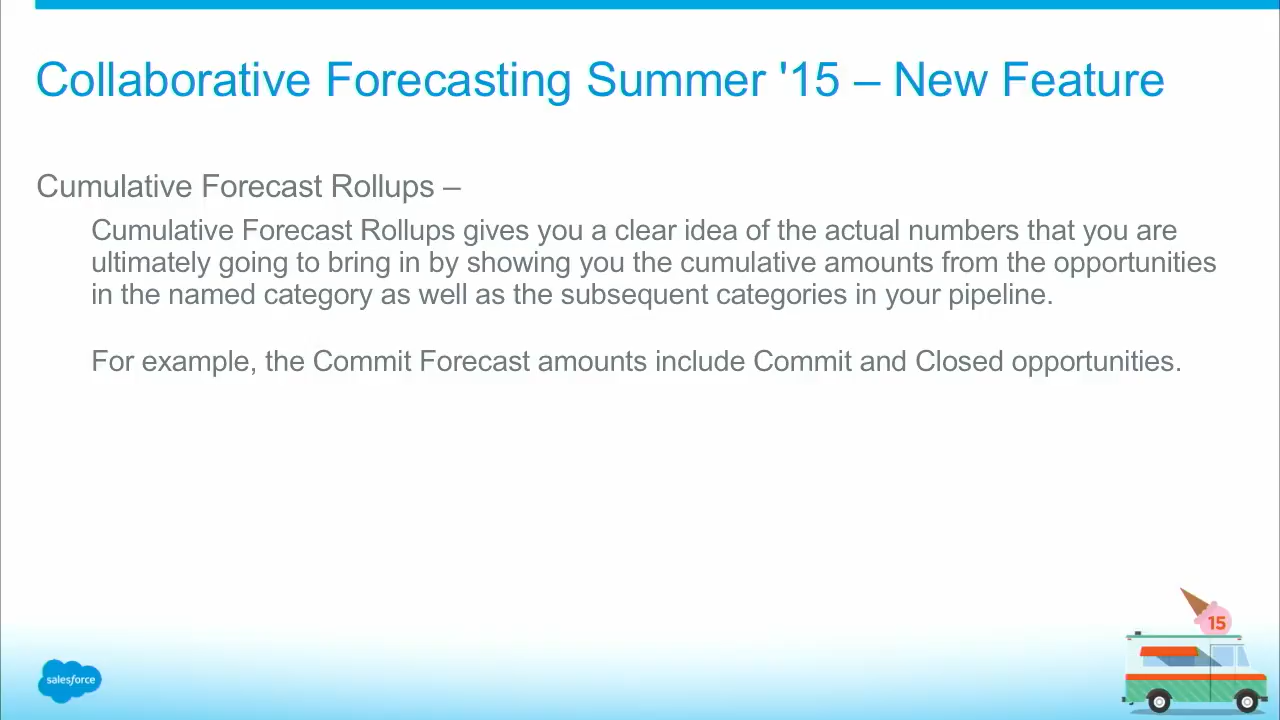 Collaborative Forecasting Summer '15 – New Feature
Cumulative Forecast Rollups –
Cumulative Forecast Rollups gives you a clear idea of the actual numbers that you are
ultimately going to bring in by showing you the cumulative amounts from the opportunities
in the named category as well as the subsequent categories in your pipeline.
For example, the Commit Forecast amounts include Commit and Closed opportunities.
15
salesforce